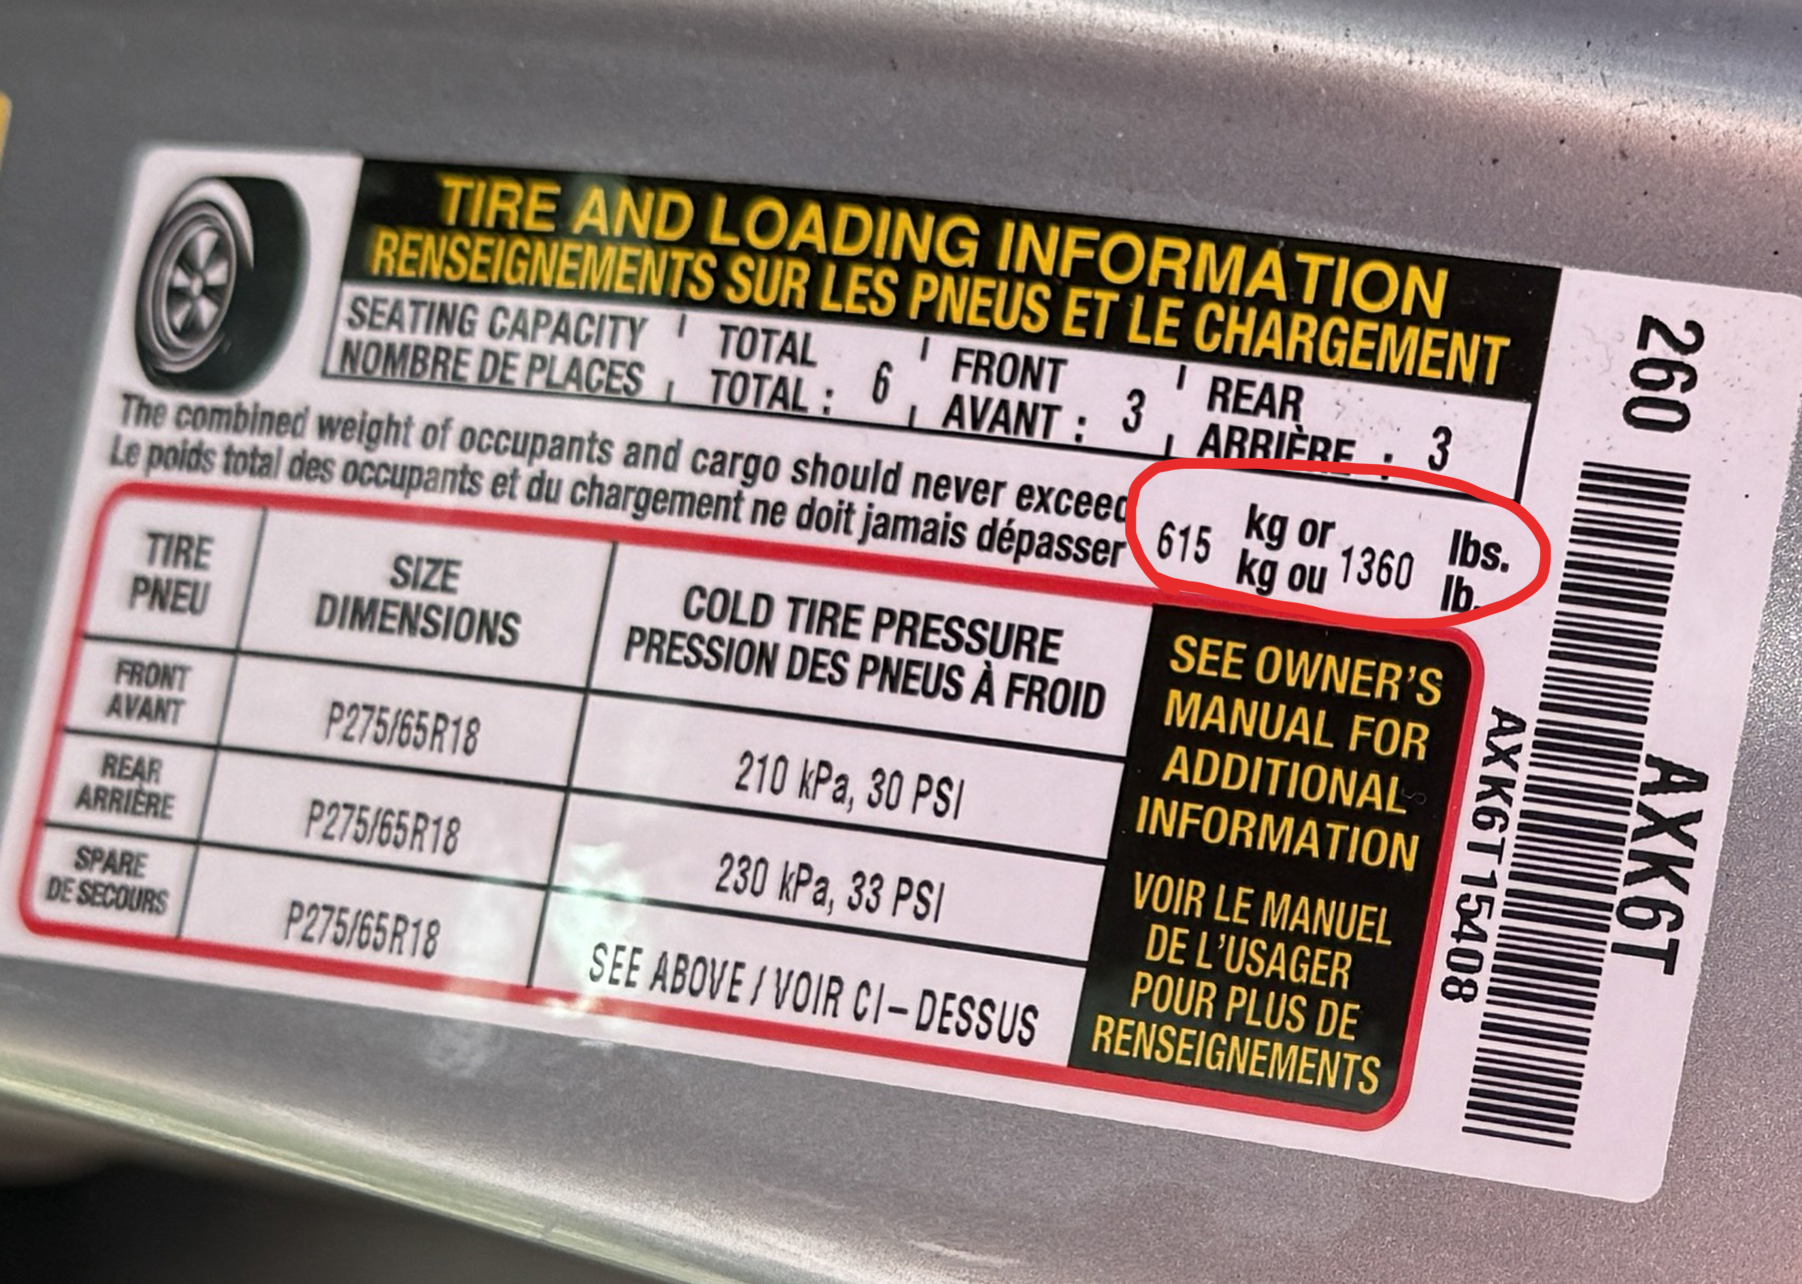 TIRE AND LOADING INFORMATION
RENSEIGNEMENTS SUR LES PNEUS ET LE CHARGEMENT
SEATING CAPACITY TOTAL FRONT REAR
NOMBRE DE PLACES TOTAL : 6 AVANT : 3 ARRIÈRE : 3
The combined weight of occupants and cargo should never exceed 615 kg or 1360 lbs.
Le poids total des occupants et du chargement ne doit jamais dépasser kg ou lb.
TIRE SIZE COLD TIRE PRESSURE
PNEU DIMENSIONS PRESSION DES PNEUS À FROID
FRONT
AVANT P275/65R18 210 kPa, 30 PSI
REAR
ARRIÈRE P275/65R18 230 kPa, 33 PSI
SPARE
DE SECOURS P275/65R18 SEE ABOVE / VOIR CI-DESSUS
SEE OWNER'S
MANUAL FOR
ADDITIONAL
INFORMATION
VOIR LE MANUEL
DE L'USAGER
POUR PLUS DE
RENSEIGNEMENTS
260
AXK6T
AXK6T15408